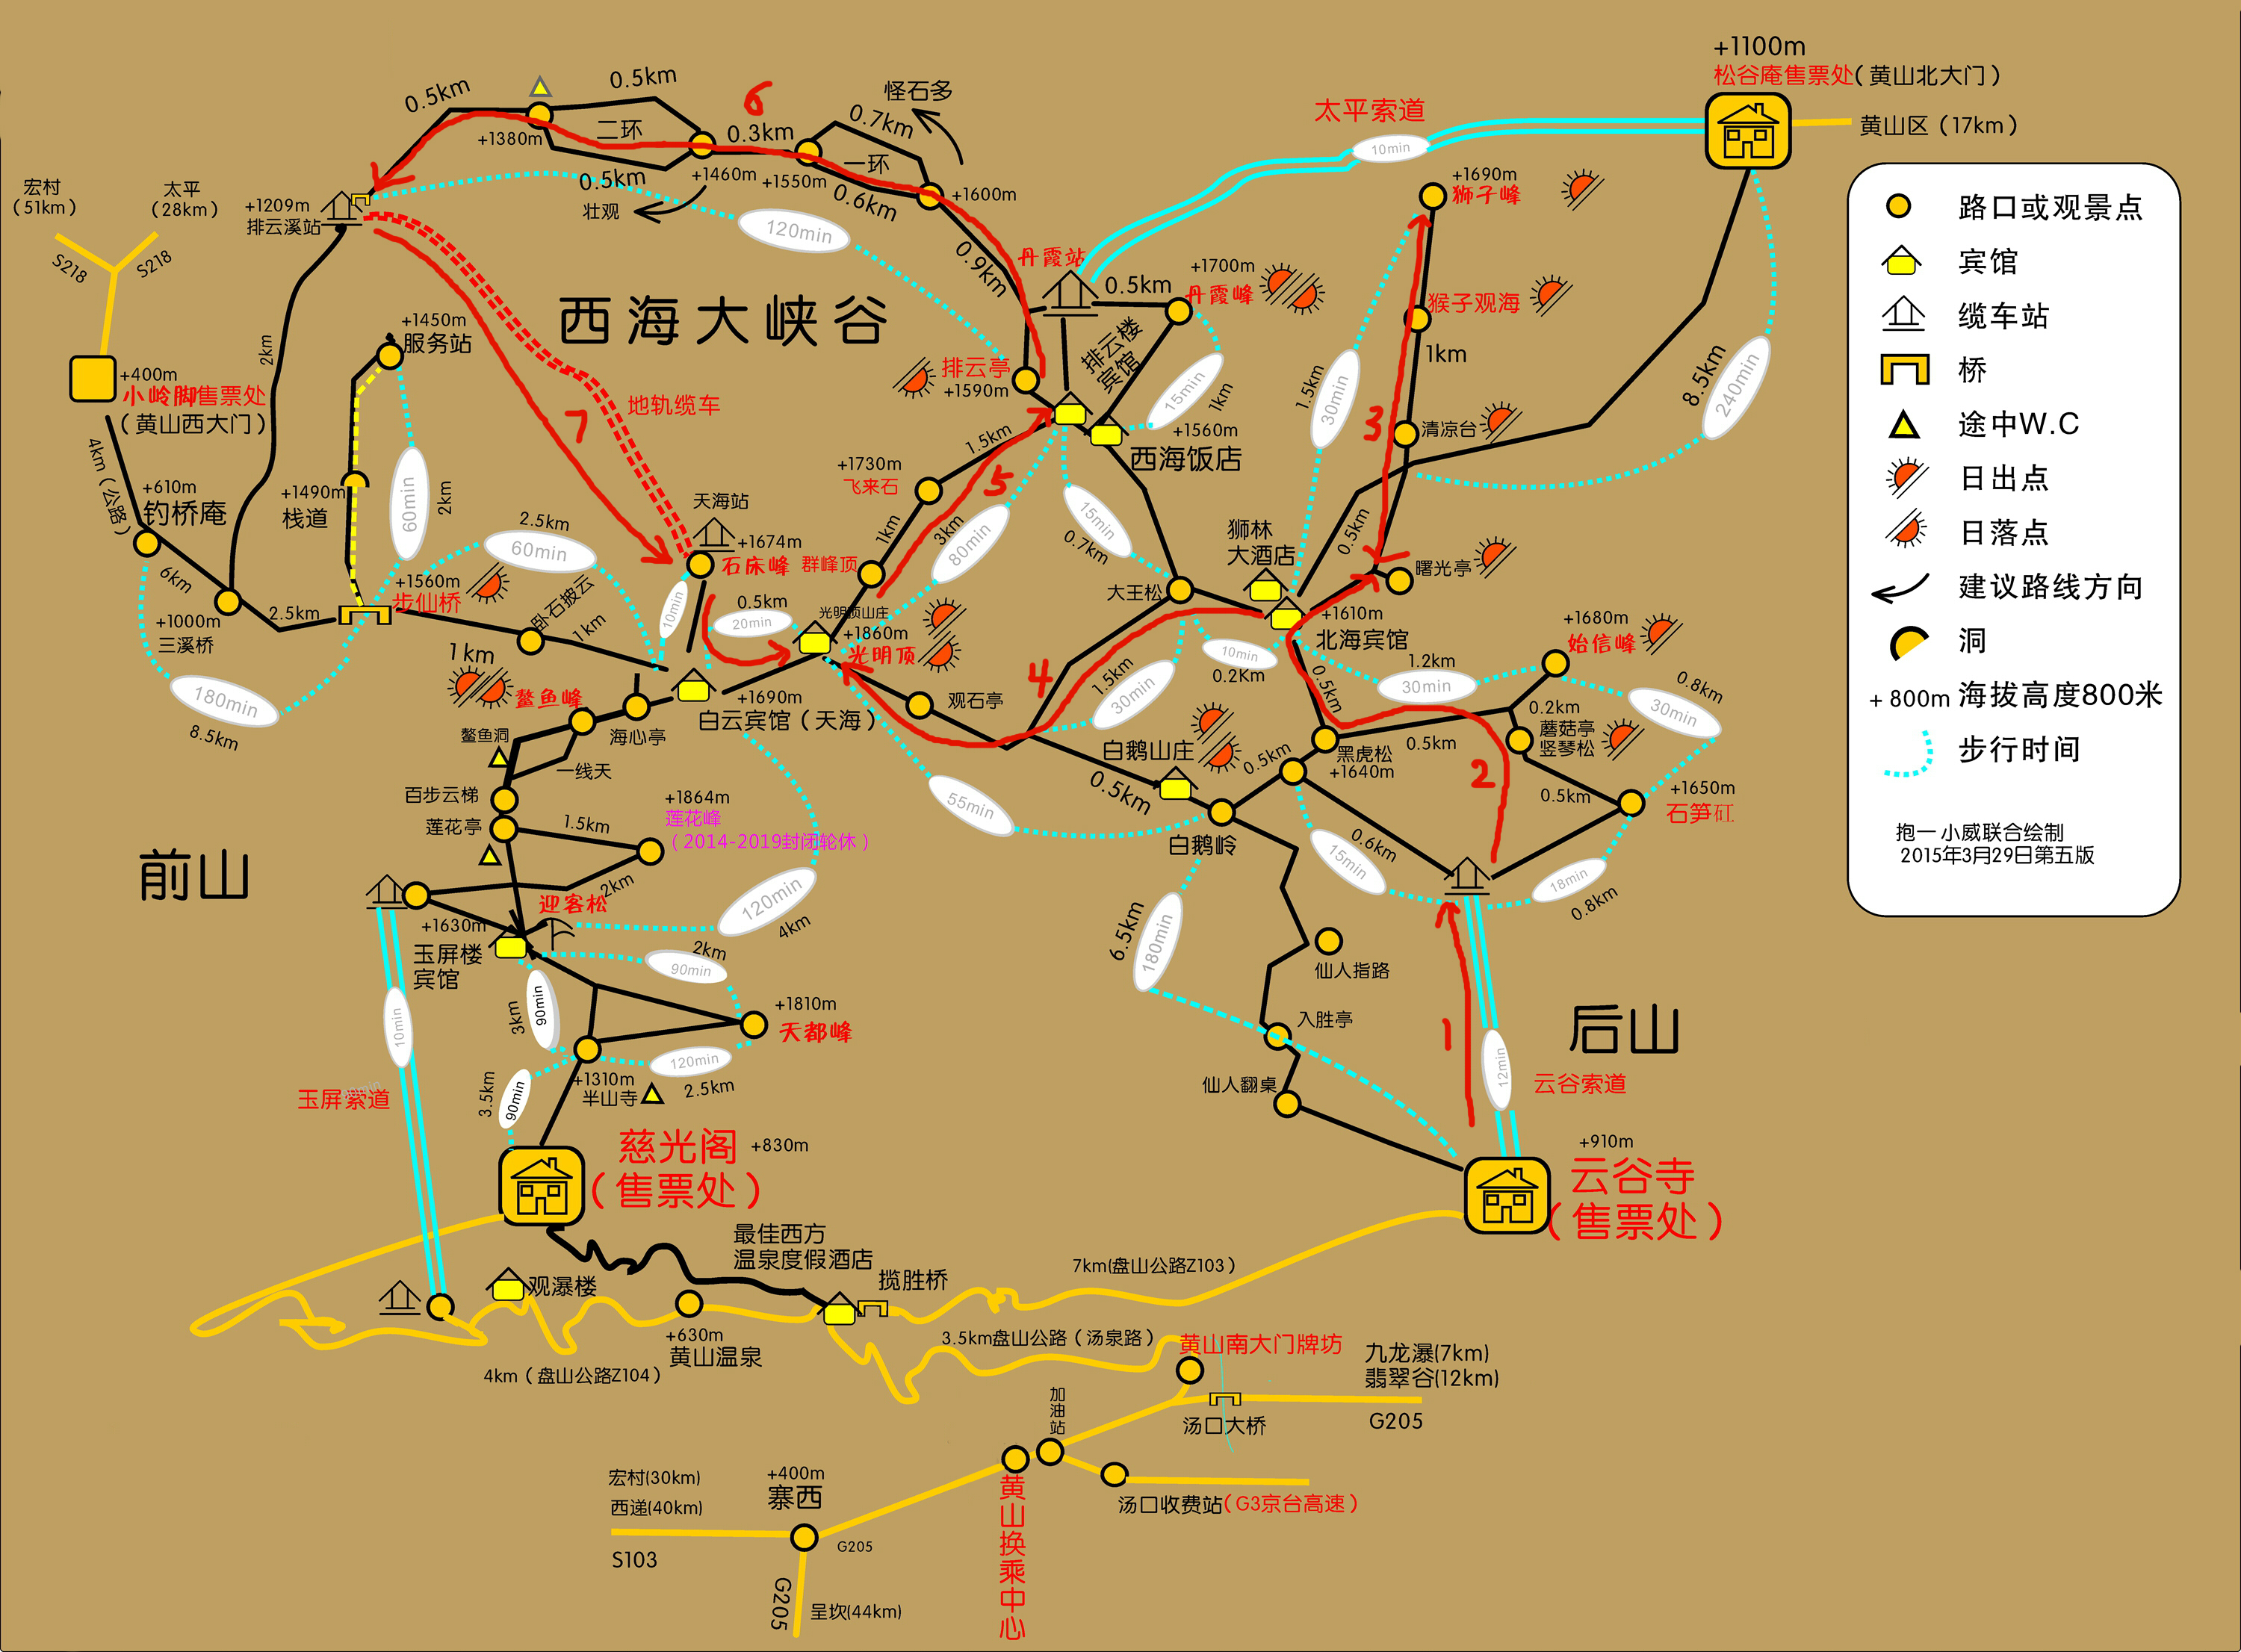 +1100m
松谷庵售票处(黄山北大门)
黄山区(17km)
太平索道
10min
0.5km
0.5km
6
怪石多
0.7km
二环
0.3km
一环
+1380m
0.5km
+1460m
+1550m
0.6km
+1600m
壮观
120min
0.9km
宏村
(51km)
太平
(28km)
S218
S218
+1209m
排云溪站
2km
西海大峡谷
丹霞站
0.5km
+1700m
丹霞峰
排云楼
宾馆
15min
1km
排云亭
+1590m
+1560m
西海饭店
+1690m
狮子峰
猴子观海
1km
1.5km
30min
3
清凉台
8.5km
240min
+400m
小岭脚售票处
(黄山西大门)
4km(公路)
+610m
钓桥庵
6km
+1000m
三溪桥
2.5km
180min
8.5km
+1450m
服务站
+1490m
栈道
60min
2km
+1560m
步仙桥
2.5km
60min
卧石披云
1km
1km
地轨缆车
7
天海站
+1674m
石床峰
群峰顶
10min
0.5km
20min
光明顶山庄
+1860m
光明顶
+1730m
飞来石
1.5km
1km
5
3km
80min
15min
0.7km
大王松
狮林
大酒店
0.5km
曙光亭
+1610m
北海宾馆
10min
0.2Km
4
1.5km
30min
0.5km
1.2km
30min
+1680m
始信峰
0.2km
0.8km
30min
蘑菇亭
竖琴松
0.5km
0.5km
+1650m
石笋矼
2
黑虎松
+1640m
0.5km
0.6km
15min
18min
0.8km
白鹅山庄
0.5km
白鹅岭
观石亭
55min
+1690m
白云宾馆(天海)
鳌鱼峰
鳌鱼洞
海心亭
一线天
百步云梯
莲花亭
1.5km
+1864m
莲花峰
(2014-2019封闭轮休)
2km
前山
+1630m
玉屏楼
宾馆
迎客松
120min
4km
2km
90min
3km
90min
+1810m
天都峰
120min
2.5km
+1310m
半山寺
3.5km
90min
10min
玉屏索道
6.5km
180min
仙人指路
入胜亭
仙人翻桌
后山
1
12min
云谷索道
+910m
云谷寺
(售票处)
慈光阁
+830m
(售票处)
最佳西方
温泉度假酒店
揽胜桥
观瀑楼
+630m
黄山温泉
4km(盘山公路Z104)
7km(盘山公路Z103)
3.5km盘山公路(汤泉路)
黄山南大门牌坊
九龙瀑(7km)
翡翠谷(12km)
加油站
汤口大桥
G205
汤口收费站(G3京台高速)
黄山换乘中心
宏村(30km)
西递(40km)
S103
+400m
寨西
G205
G205
呈坎(44km)
路口或观景点
宾馆
缆车站
桥
途中W.C
日出点
日落点
建议路线方向
洞
+ 800m 海拔高度800米
步行时间
抱一 小威联合绘制
2015年3月29日第五版